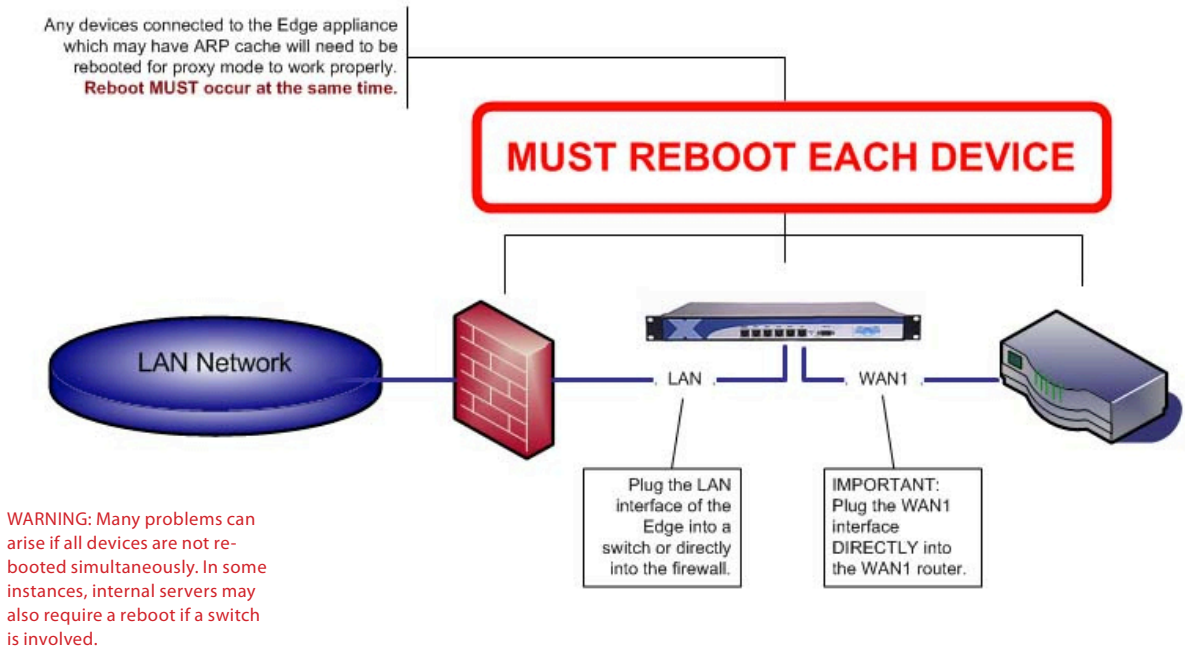 Any devices connected to the Edge appliance
which may have ARP cache will need to be
rebooted for proxy mode to work properly.
Reboot MUST occur at the same time.
MUST REBOOT EACH DEVICE
LAN Network
LAN
WAN1
Plug the LAN
interface of the
Edge into a
switch or directly
into the firewall.
IMPORTANT:
Plug the WAN1
interface
DIRECTLY into
the WAN1 router.
WARNING: Many problems can
arise if all devices are not re-
booted simultaneously. In some
instances, internal servers may
also require a reboot if a switch
is involved.